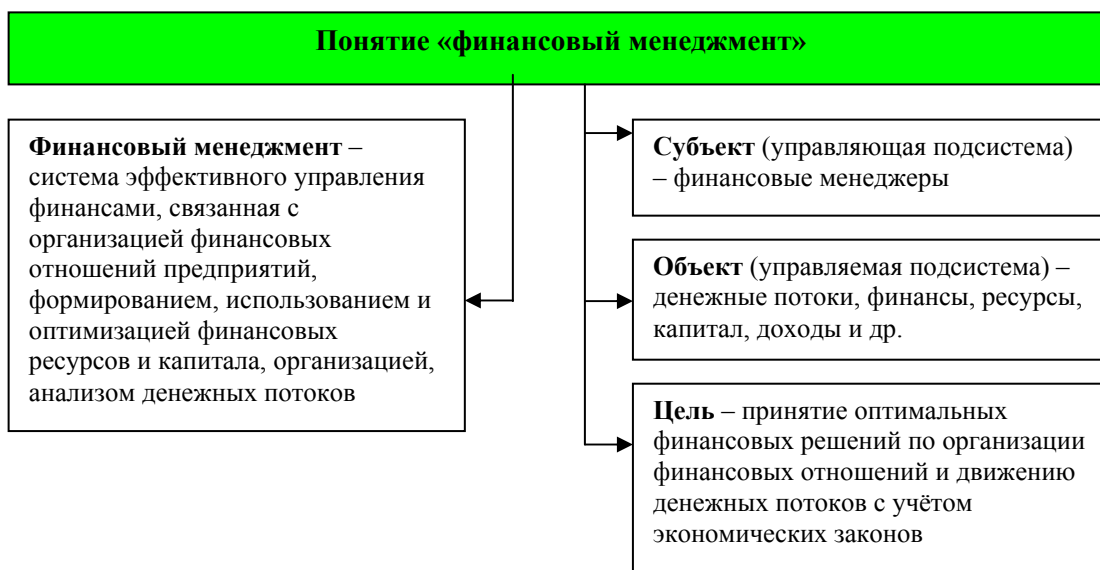 Понятие «финансовый менеджмент»
Финансовый менеджмент –
система эффективного управления
финансами, связанная с
организацией финансовых
отношений предприятий,
формированием, использованием и
оптимизацией финансовых
ресурсов и капитала, организацией,
анализом денежных потоков
Субъект (управляющая подсистема)
– финансовые менеджеры
Объект (управляемая подсистема) –
денежные потоки, финансы, ресурсы,
капитал, доходы и др.
Цель – принятие оптимальных
финансовых решений по организации
финансовых отношений и движению
денежных потоков с учётом
экономических законов